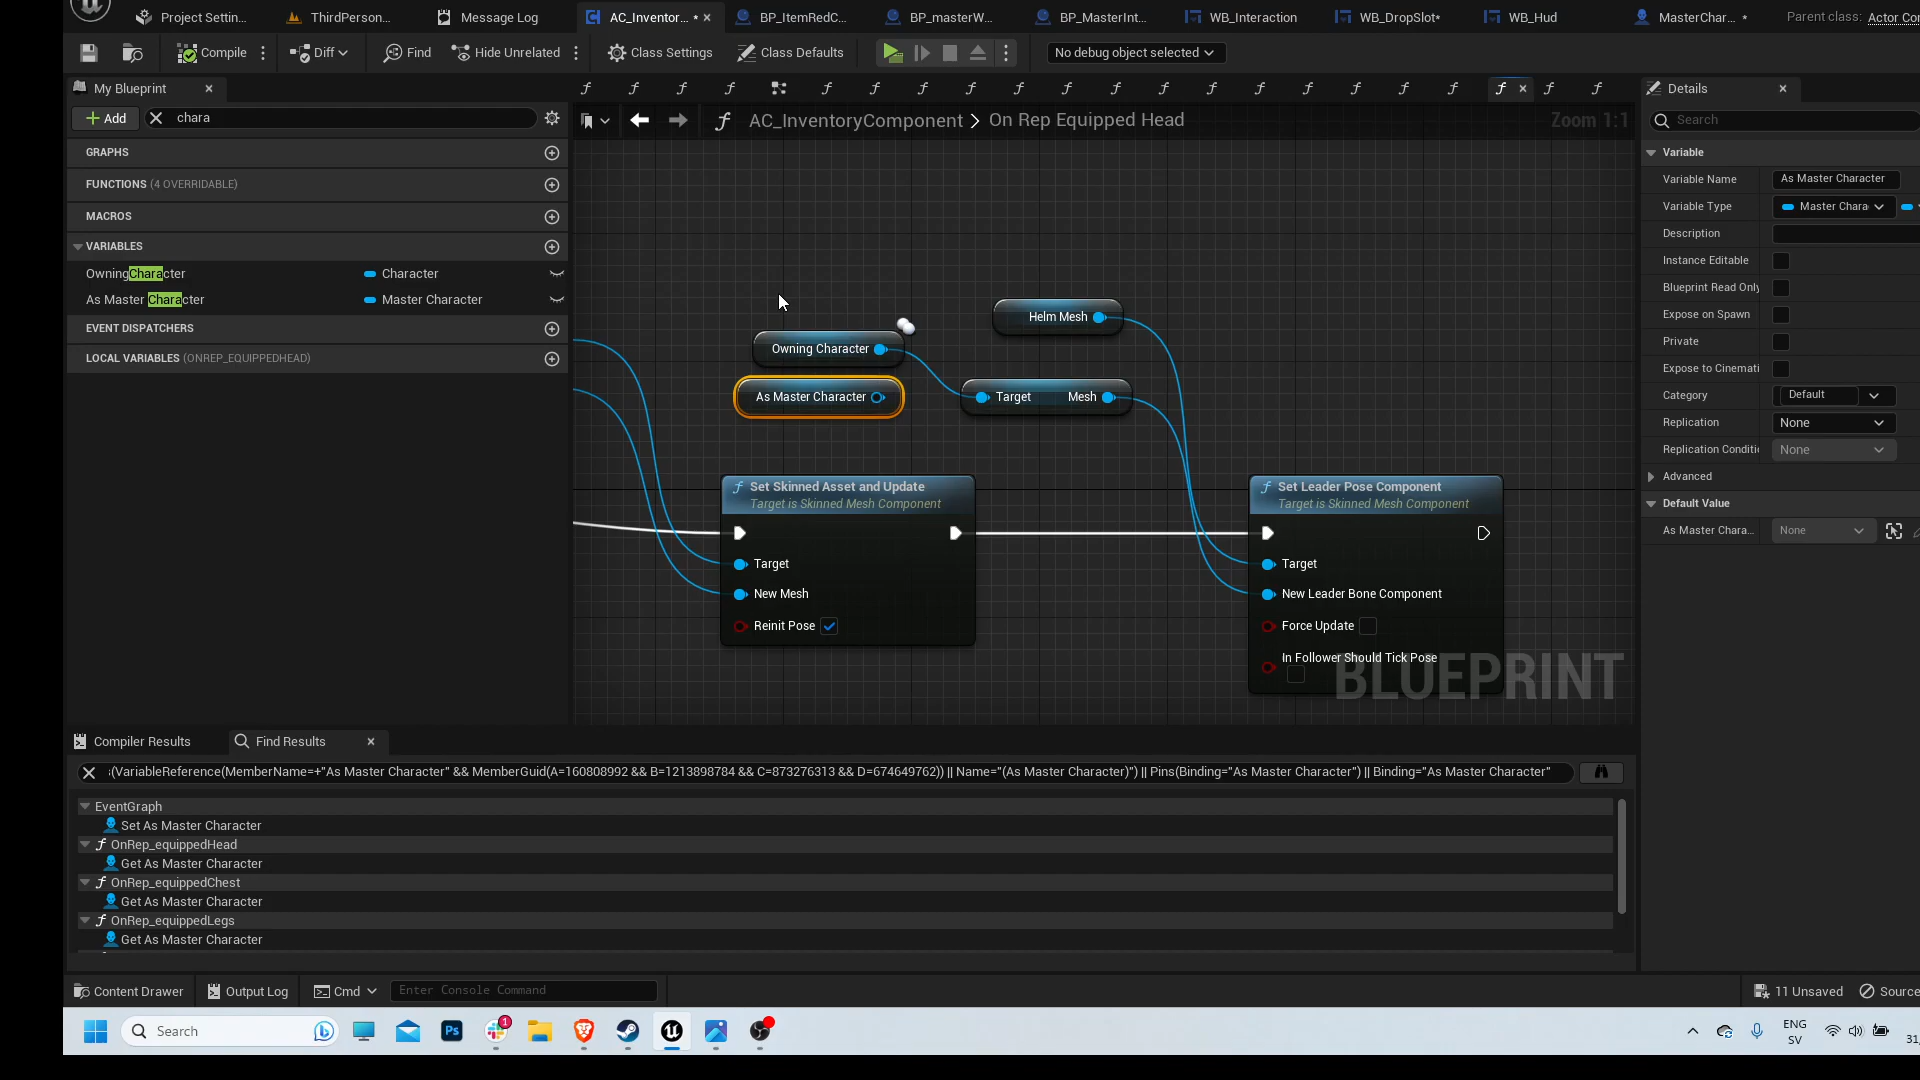 Project Settin...
ThirdPerson...
Message Log
AC_Inventor... *
BP_ItemRedC...
BP_masterW...
BP_MasterInt...
WB_Interaction
WB_DropSlot*
WB_Hud
MasterChar... *
Parent class: Actor Co
Compile
Diff
Find
Hide Unrelated
Class Settings
Class Defaults
No debug object selected
My Blueprint
Details
Add
chara
AC_InventoryComponent > On Rep Equipped Head
Zoom 1:1
Search
GRAPHS
FUNCTIONS (4 OVERRIDABLE)
MACROS
VARIABLES
OwningCharacter
Character
As Master Character
Master Character
EVENT DISPATCHERS
LOCAL VARIABLES (ONREP_EQUIPPEDHEAD)
Helm Mesh
Owning Character
As Master Character
Target
Mesh
Set Skinned Asset and Update
Target is Skinned Mesh Component
Target
New Mesh
Reinit Pose
Set Leader Pose Component
Target is Skinned Mesh Component
Target
New Leader Bone Component
Force Update
In Follower Should Tick Pose
BLUEPRINT
Variable
Variable Name
As Master Character
Variable Type
Master Chara
Description
Instance Editable
Blueprint Read Only
Expose on Spawn
Private
Expose to Cinemati
Category
Default
Replication
None
Replication Conditio
None
Advanced
Default Value
As Master Chara...
None
Compiler Results
Find Results
:(VariableReference(MemberName=+"As Master Character" && MemberGuid(A=160808992 && B=1213898784 && C=873276313 && D=674649762)) || Name="(As Master Character)") || Pins(Binding="As Master Character") || Binding="As Master Character"
EventGraph
Set As Master Character
OnRep_equippedHead
Get As Master Character
OnRep_equippedChest
Get As Master Character
OnRep_equippedLegs
Get As Master Character
Content Drawer
Output Log
Cmd
Enter Console Command
11 Unsaved
Source
Search
Ps
1
ENG
SV
31,